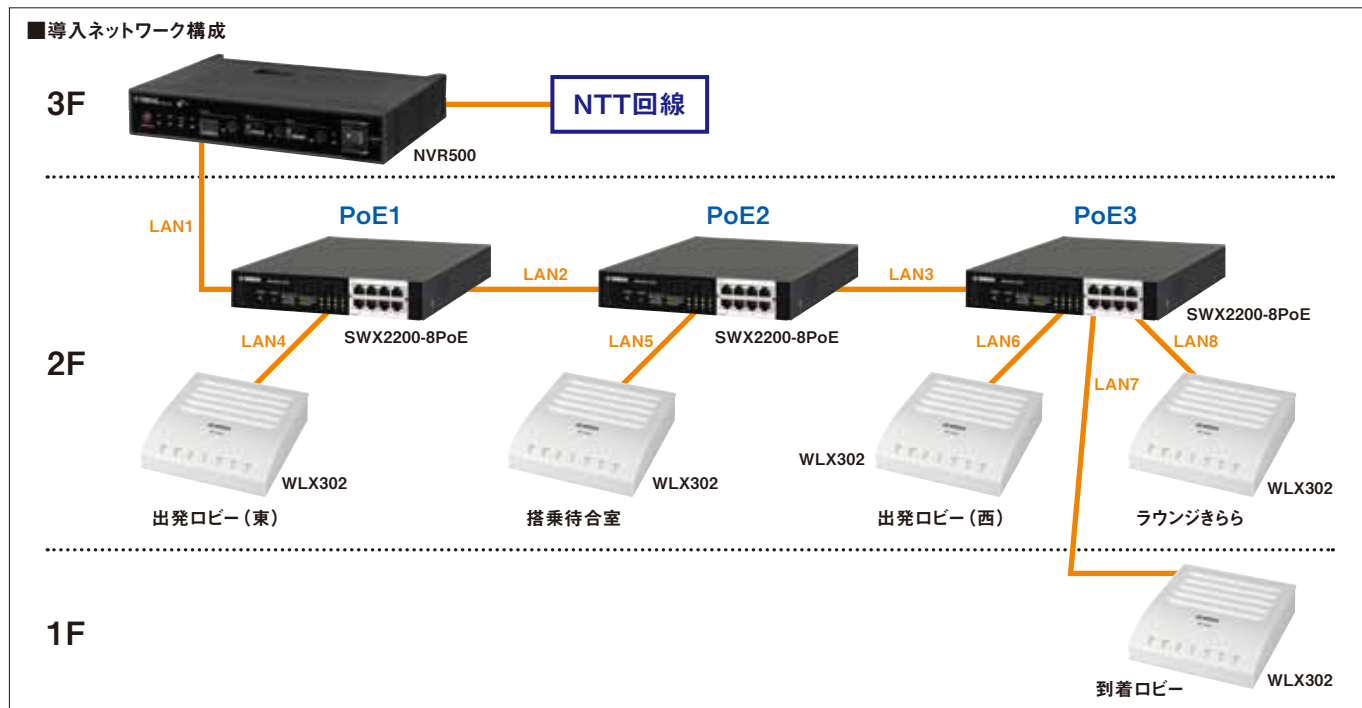 ■導入ネットワーク構成
3F
NTT回線
NVR500
PoE1
PoE2
PoE3
LAN1
LAN2
LAN3
SWX2200-8PoE
SWX2200-8PoE
SWX2200-8PoE
LAN4
LAN5
LAN6
LAN7
LAN8
2F
WLX302
WLX302
WLX302
WLX302
出発ロビー（東）
搭乗待合室
出発ロビー（西）
ラウンジきらら
1F
WLX302
到着ロビー